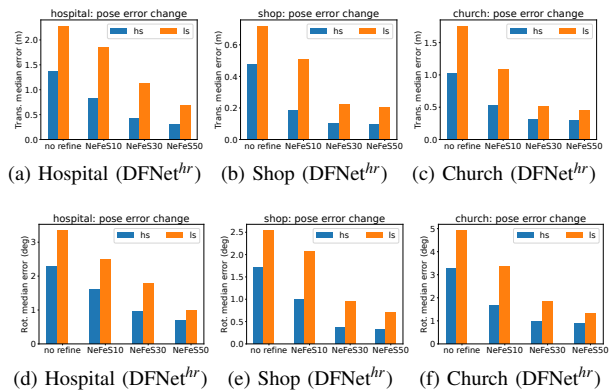 hospital: pose error change
hs ls
Trans. median error (m)
2.0
1.5
1.0
0.5
0.0
no refine NeFeS10 NeFeS30 NeFeS50
(a) Hospital (DFNet^hr)
shop: pose error change
hs ls
Trans. median error (m)
0.6
0.4
0.2
0.0
no refine NeFeS10 NeFeS30 NeFeS50
(b) Shop (DFNet^hr)
church: pose error change
hs ls
Trans. median error (m)
1.5
1.0
0.5
0.0
no refine NeFeS10 NeFeS30 NeFeS50
(c) Church (DFNet^hr)
hospital: pose error change
hs ls
Rot. median error (deg)
3
2
1
0
no refine NeFeS10 NeFeS30 NeFeS50
(d) Hospital (DFNet^hr)
shop: pose error change
hs ls
Rot. median error (deg)
2.5
2.0
1.5
1.0
0.5
0.0
no refine NeFeS10 NeFeS30 NeFeS50
(e) Shop (DFNet^hr)
church: pose error change
hs ls
Rot. median error (deg)
5
4
3
2
1
0
no refine NeFeS10 NeFeS30 NeFeS50
(f) Church (DFNet^hr)